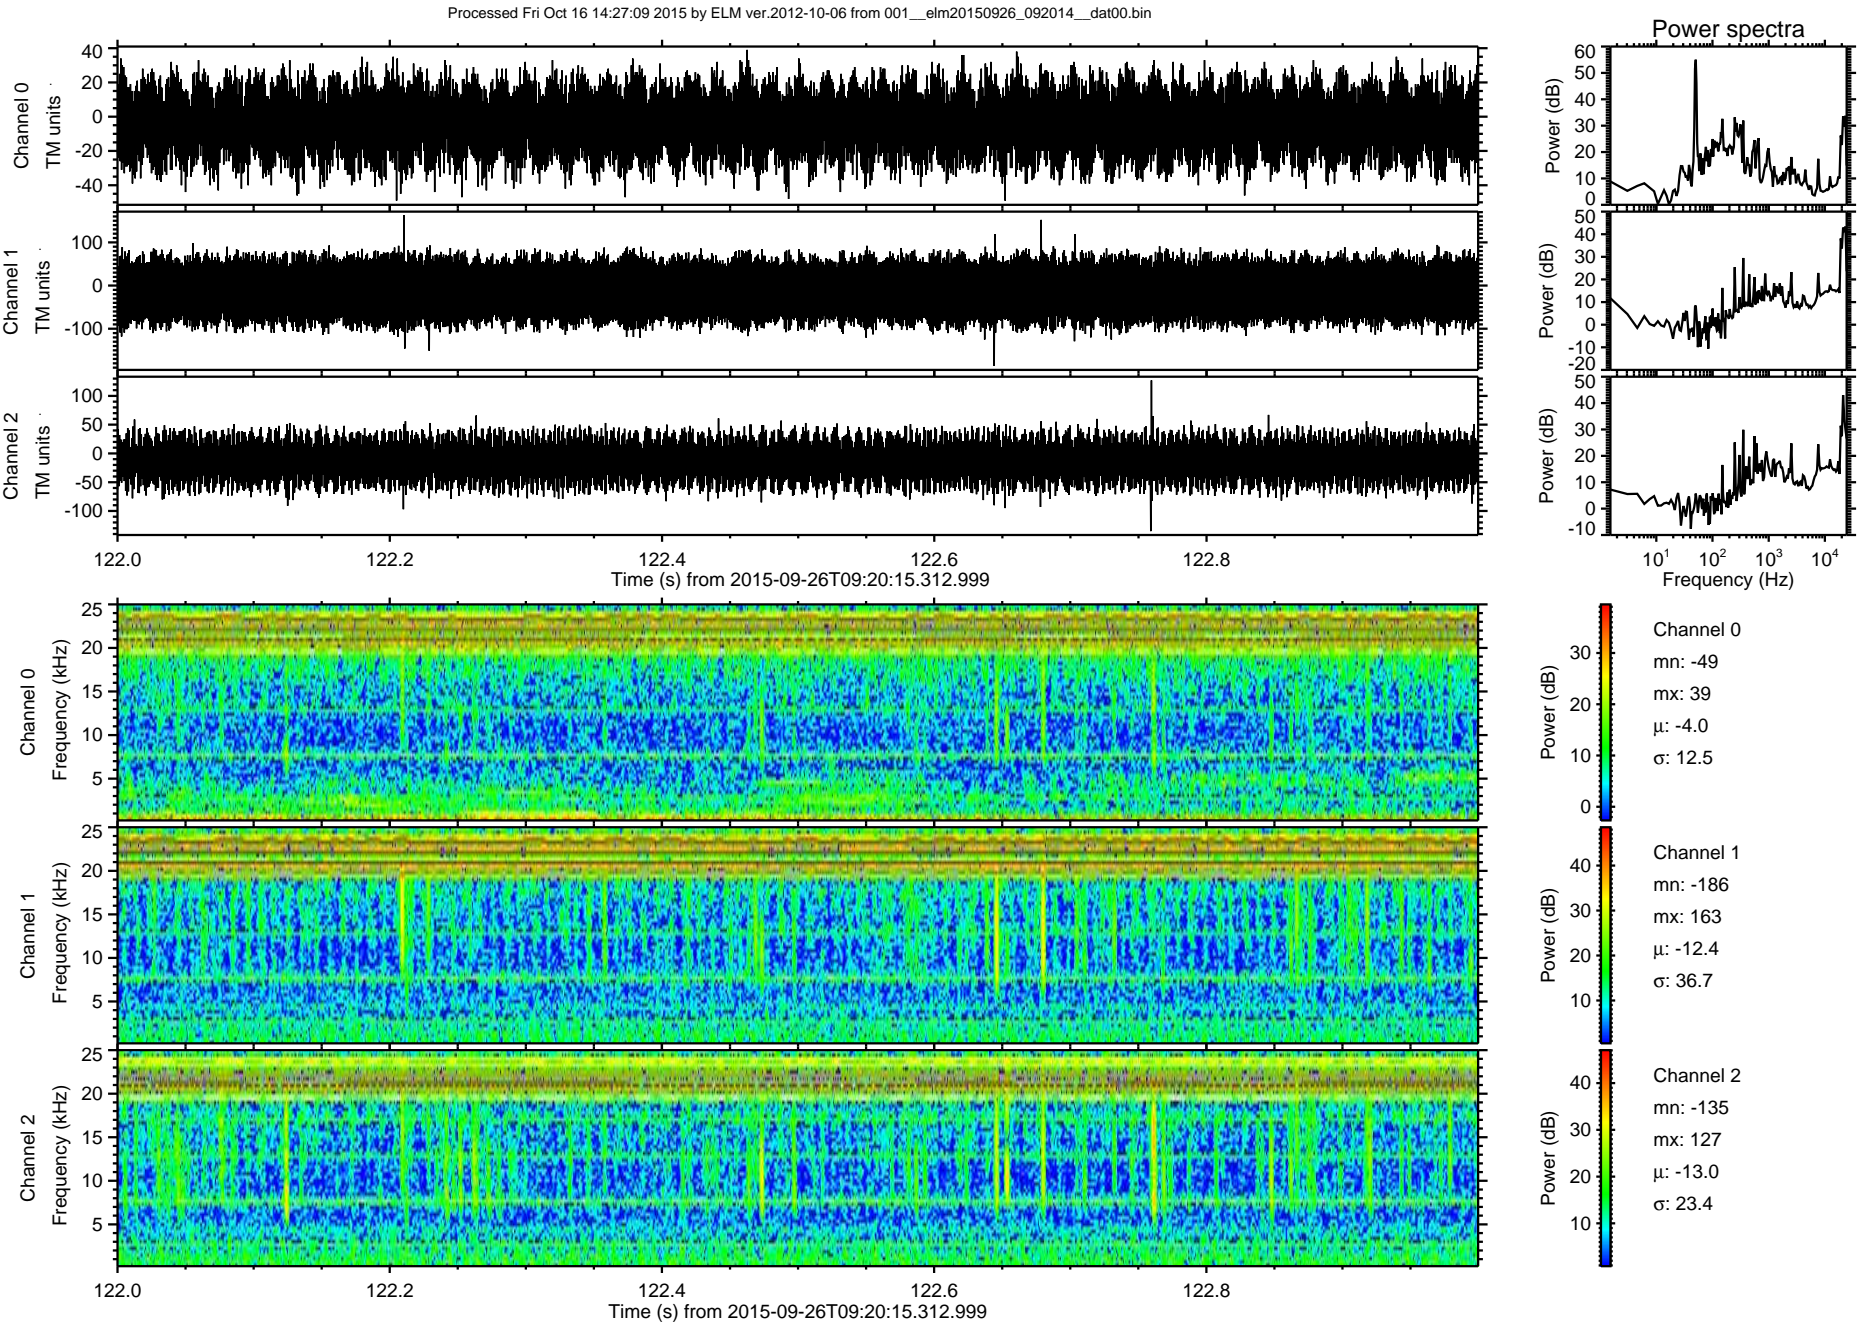 Processed Fri Oct 16 14:27:09 2015 by ELM ver.2012-10-06 from 001__elm20150926_092014__dat00.bin
Power spectra
Channel 0
TM units
40
20
0
-20
-40
Power (dB)
60
50
40
30
20
10
0
Channel 1
TM units
100
0
-100
Power (dB)
50
40
30
20
10
0
-10
-20
Channel 2
TM units
100
50
0
-50
-100
Power (dB)
50
40
30
20
10
0
-10
122.0 122.2 122.4 122.6 122.8
Time (s) from 2015-09-26T09:20:15.312.999
10¹ 10² 10³ 10⁴
Frequency (Hz)
Channel 0
Frequency (kHz)
25
20
15
10
5
Power (dB)
30
20
10
0
Channel 0
mn: -49
mx: 39
μ: -4.0
σ: 12.5
Channel 1
Frequency (kHz)
25
20
15
10
5
Power (dB)
40
30
20
10
Channel 1
mn: -186
mx: 163
μ: -12.4
σ: 36.7
Channel 2
Frequency (kHz)
25
20
15
10
5
Power (dB)
40
30
20
10
Channel 2
mn: -135
mx: 127
μ: -13.0
σ: 23.4
122.0 122.2 122.4 122.6 122.8
Time (s) from 2015-09-26T09:20:15.312.999